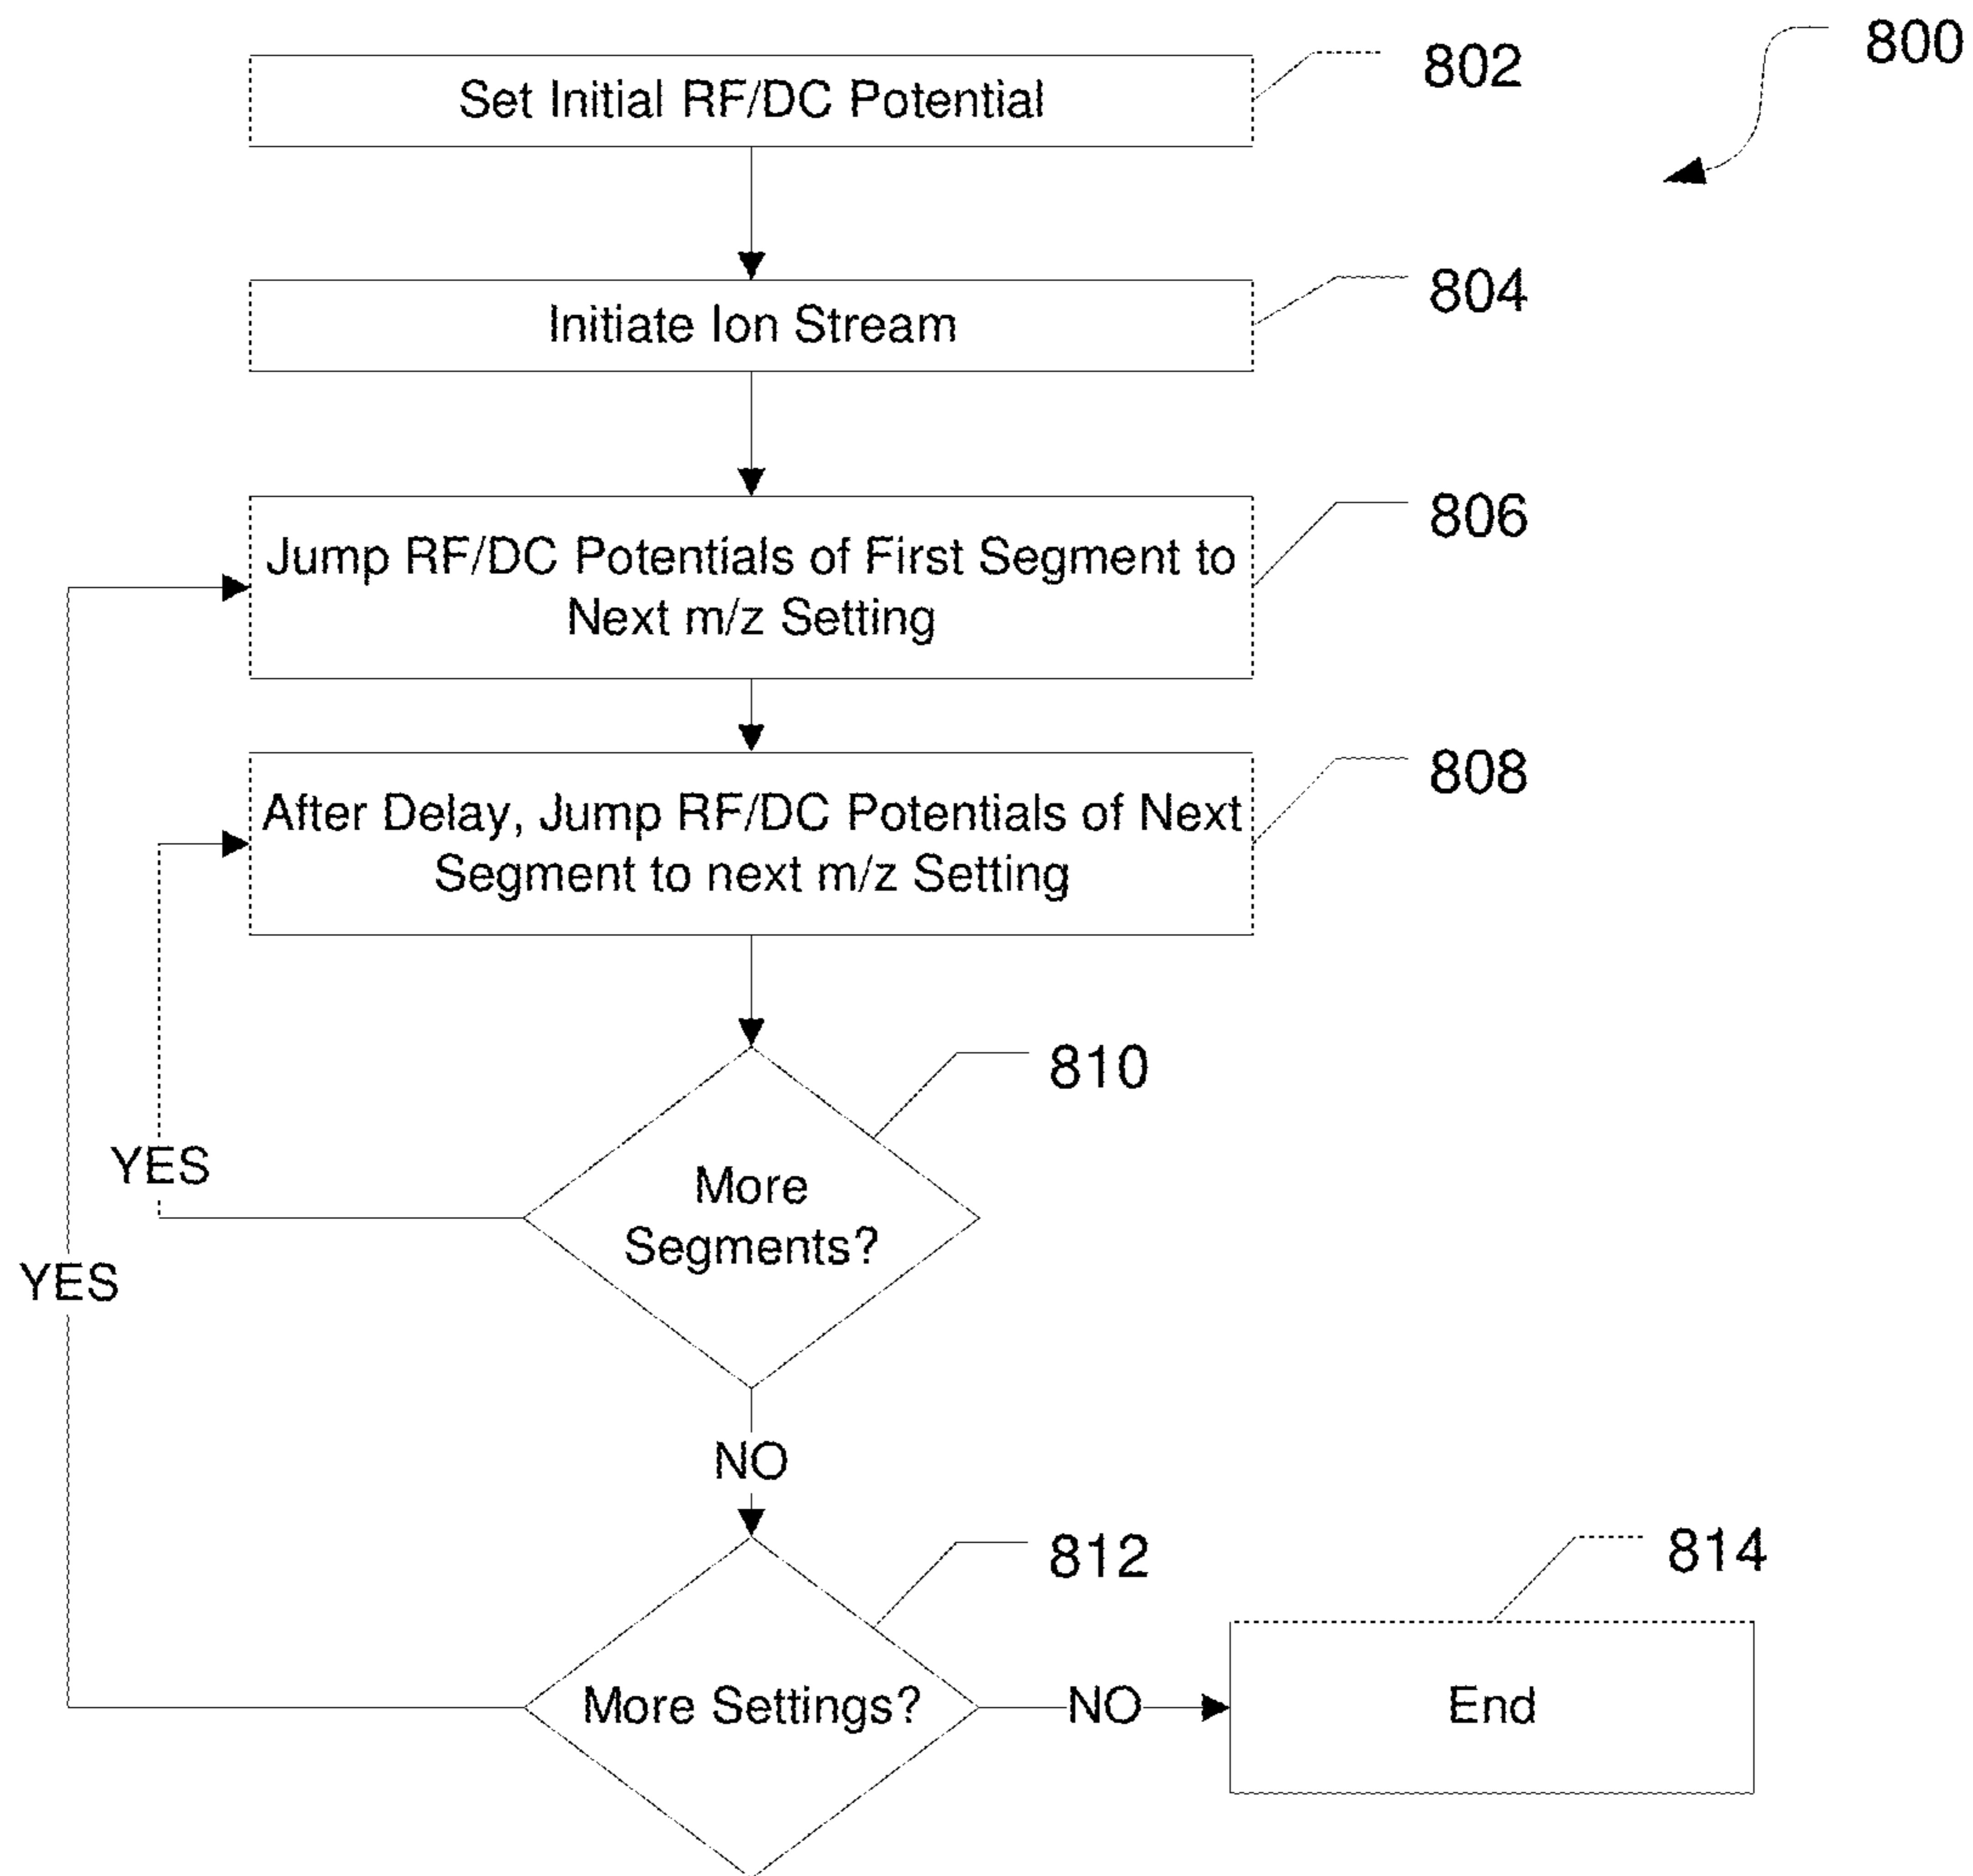 800
Set Initial RF/DC Potential
802
Initiate Ion Stream
804
Jump RF/DC Potentials of First Segment to
Next m/z Setting
806
After Delay, Jump RF/DC Potentials of Next
Segment to next m/z Setting
808
More
Segments?
810
YES
YES
NO
More Settings?
812
NO
End
814